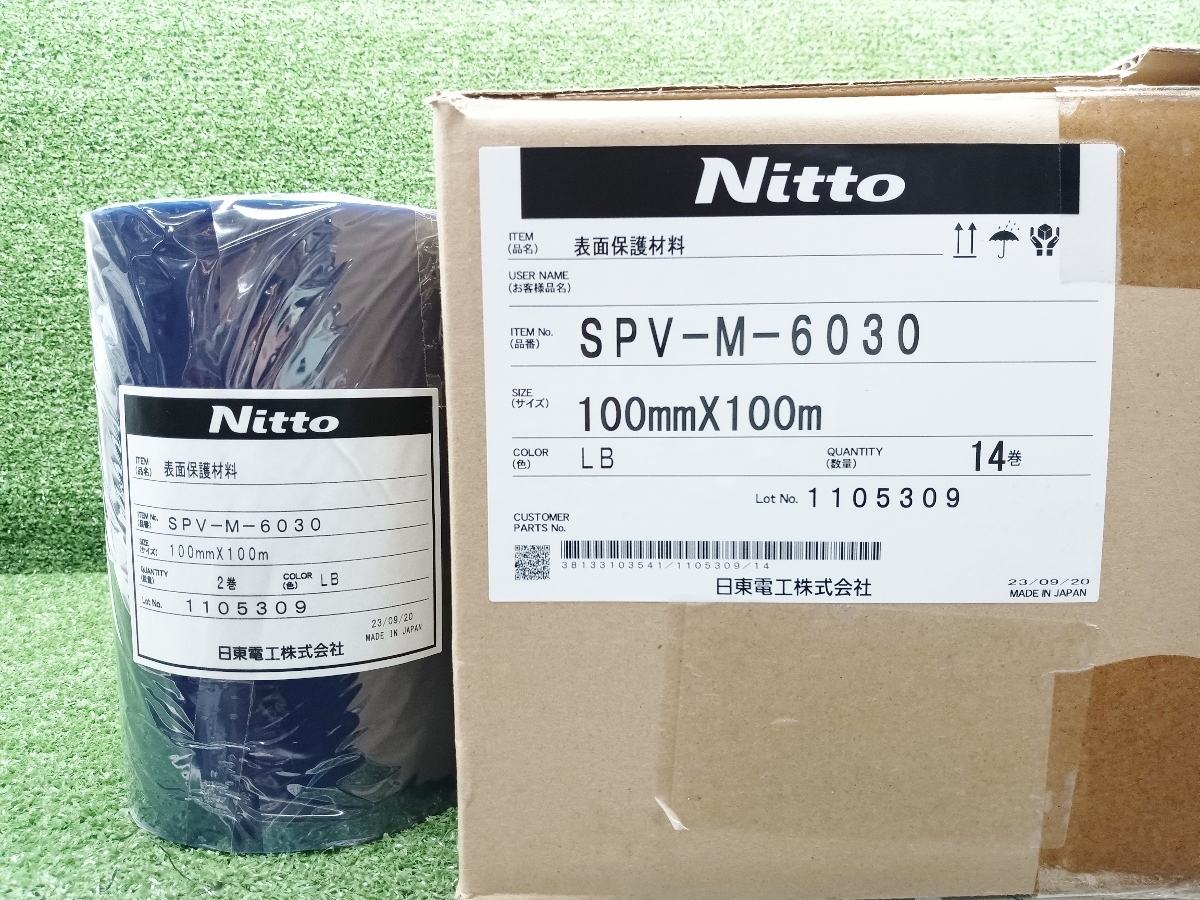 Nitto
ITEM
(品名) 表面保護材料
USER NAME
(お客様品名)
ITEM No.
(品番) SPV-M-6030
SIZE
(サイズ) 100mmX100m
COLOR
(色) LB
QUANTITY
(数量) 14巻
Lot No. 1105309
CUSTOMER
PARTS No.
38133103541/1105309/14
日東電工株式会社
23/09/20
MADE IN JAPAN
Nitto
ITEM
(品名) 表面保護材料
ITEM No.
(品番) SPV-M-6030
SIZE
(サイズ) 100mmX100m
QUANTITY
(数量) 2巻
COLOR
(色) LB
Lot No. 1105309
23/09/20
MADE IN JAPAN
日東電工株式会社